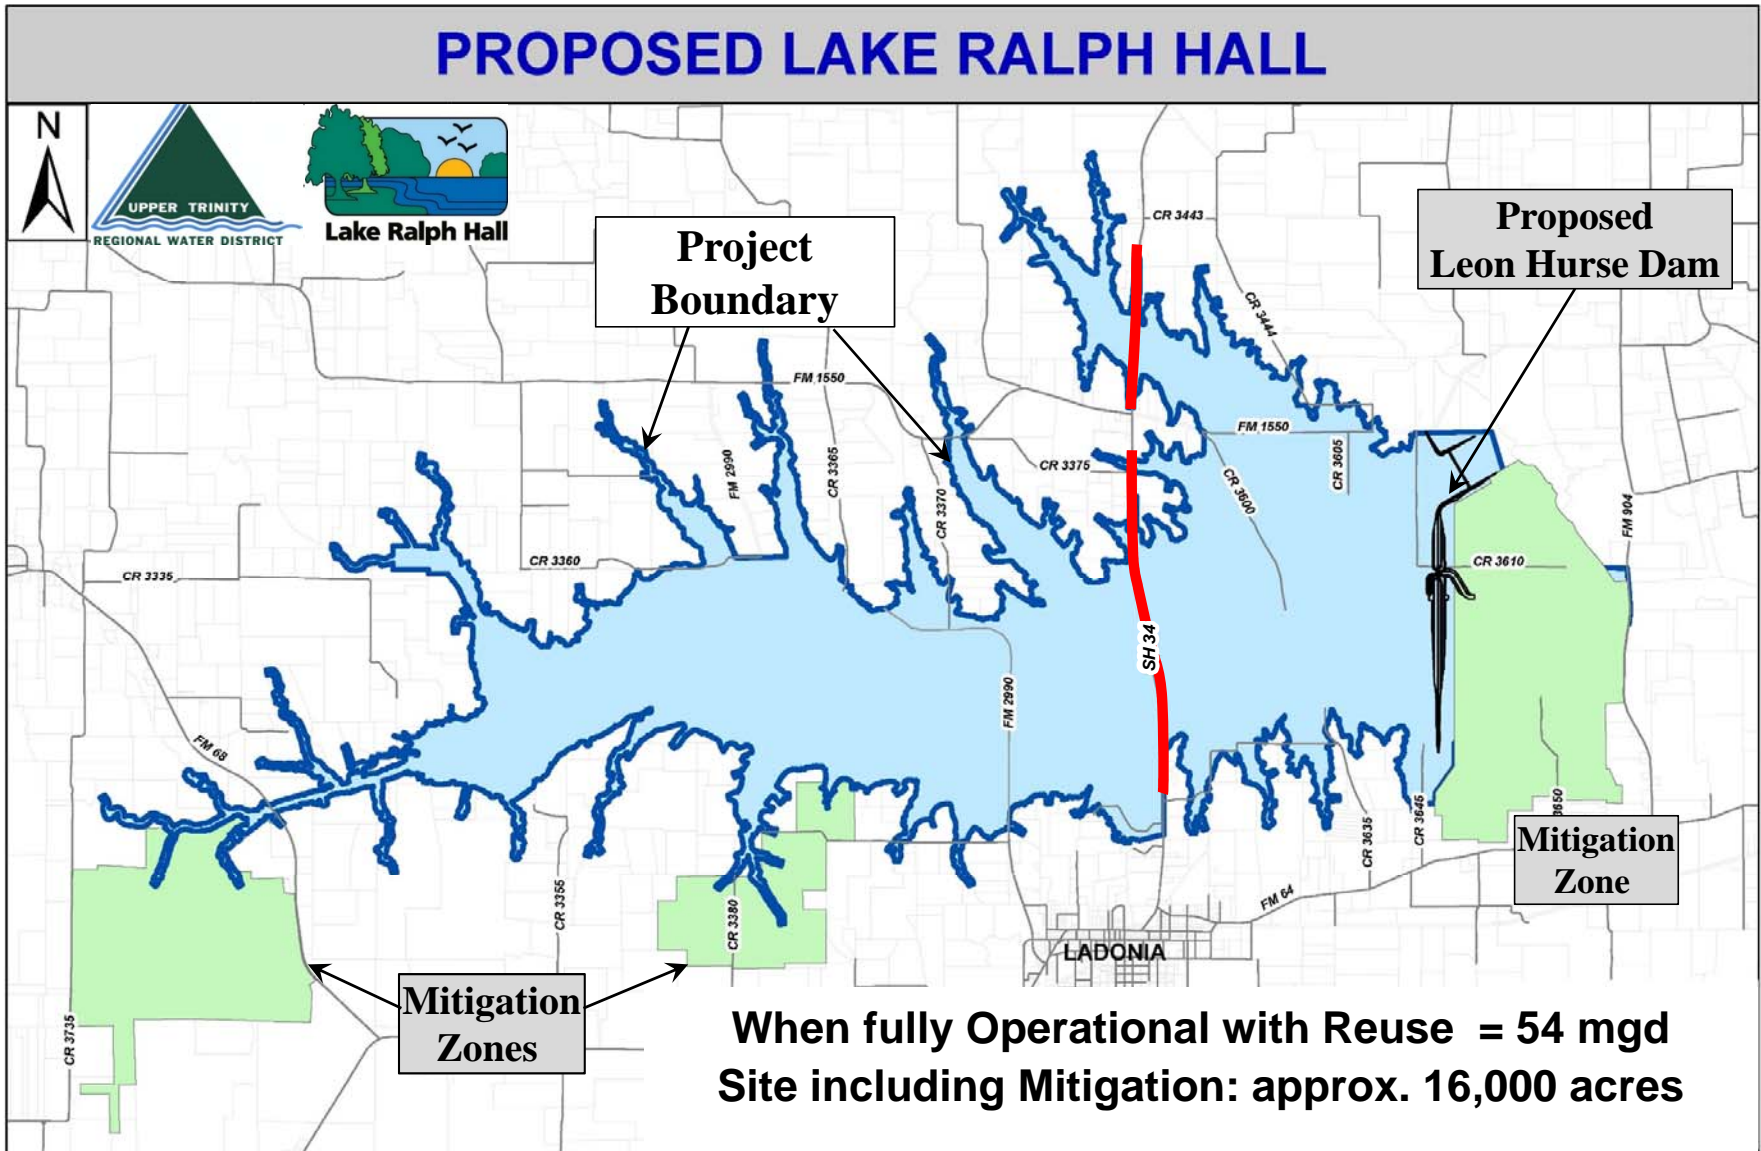 PROPOSED LAKE RALPH HALL
N
UPPER TRINITY
REGIONAL WATER DISTRICT
Lake Ralph Hall
Project
Boundary
Proposed
Leon Hurse Dam
CR 3443
CR 3444
FM 1550
FM 1550
CR 3605
CR 3365
FM 2990
CR 3370
CR 3375
CR 3600
FM 904
CR 3360
CR 3335
CR 3610
SH 34
FM 2990
FM 68
CR 3355
CR 3380
CR 3635
CR 3645
3650
FM 64
Mitigation
Zone
LADONIA
CR 3735
Mitigation
Zones
When fully Operational with Reuse = 54 mgd
Site including Mitigation: approx. 16,000 acres